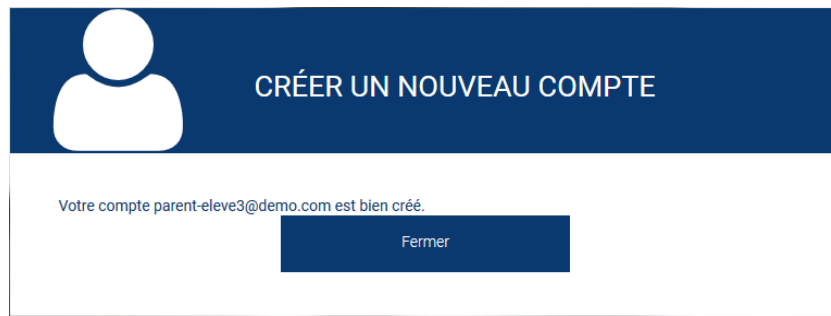 CRÉER UN NOUVEAU COMPTE
Votre compte parent-eleve3@demo.com est bien créé.
Fermer